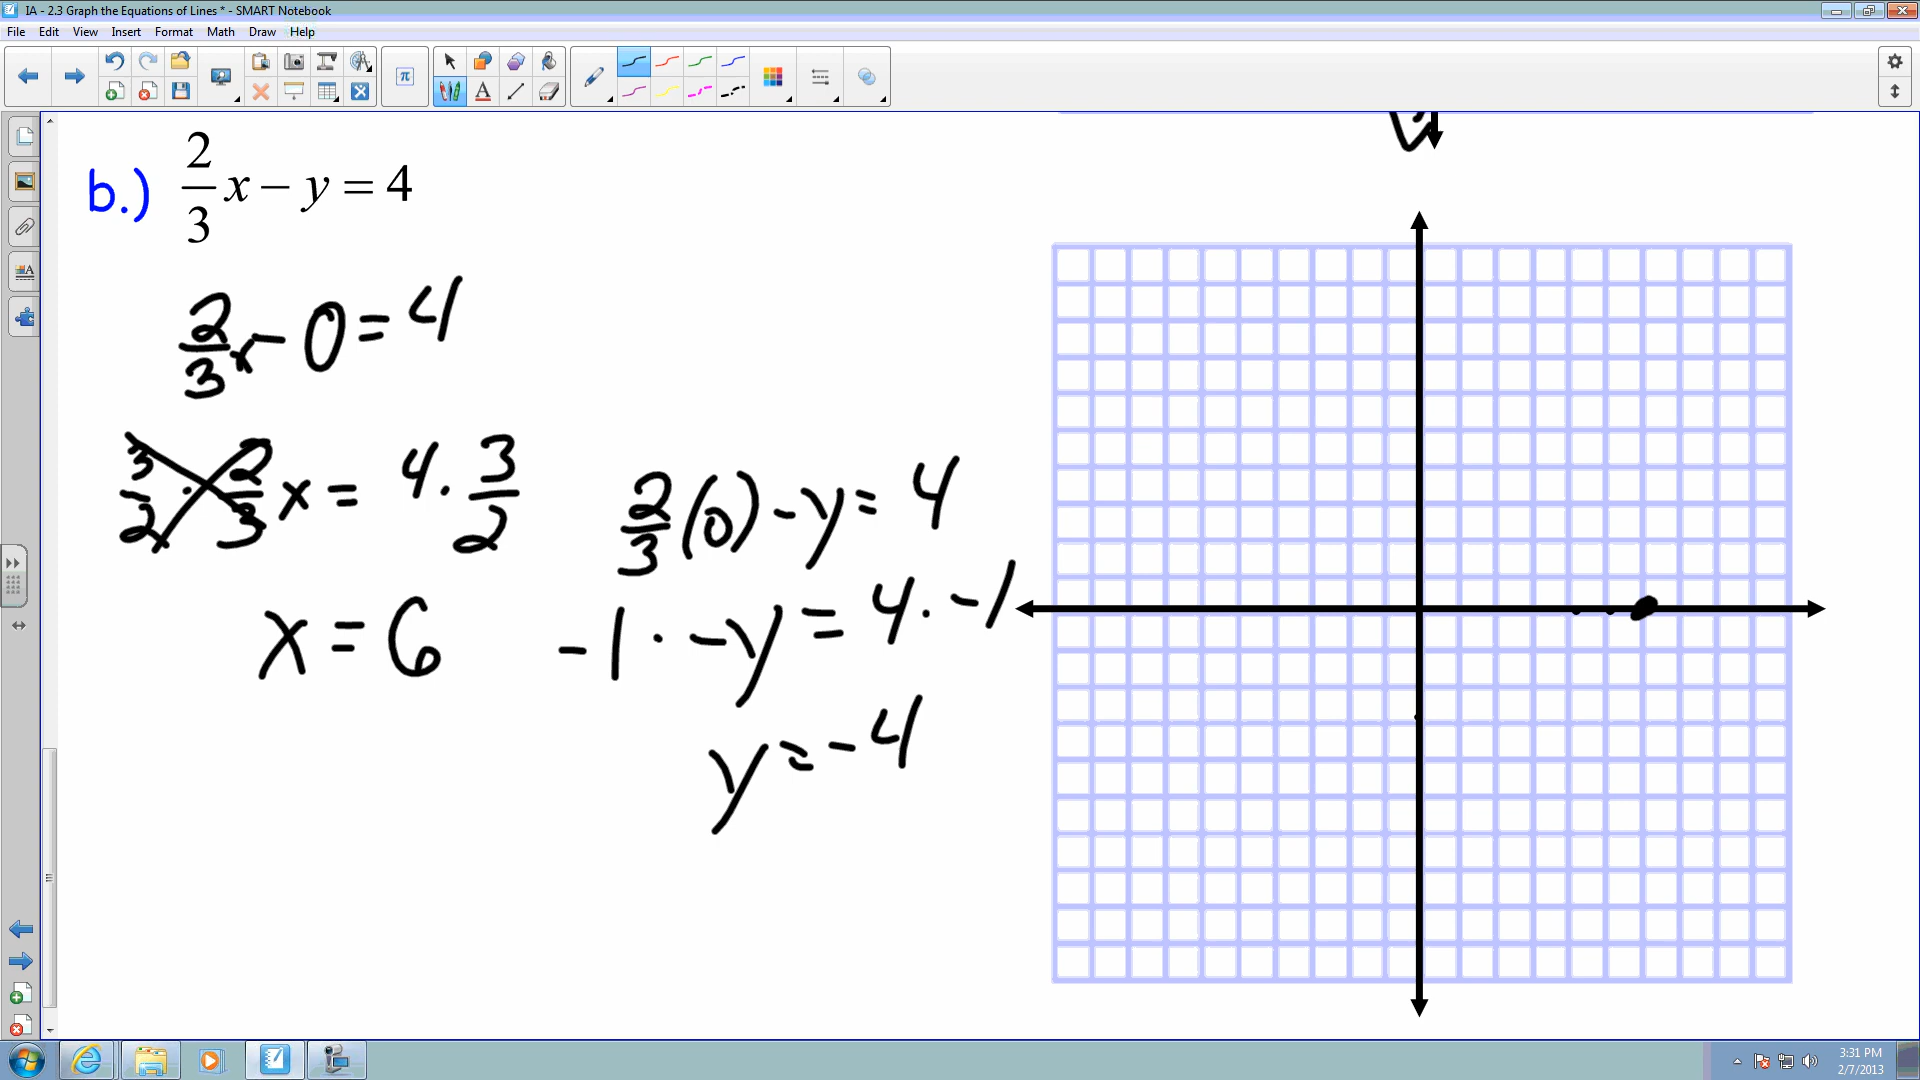 IA - 2.3 Graph the Equations of Lines * - SMART Notebook
File Edit View Insert Format Math Draw Help
b.) 2/3 x − y = 4
2/3 x - 0 = 4
3/2 · 2/3 x = 4 · 3/2
x = 6
2/3 (0) - y = 4
-1 · -y = 4 · -1
y = -4
3:31 PM
2/7/2013